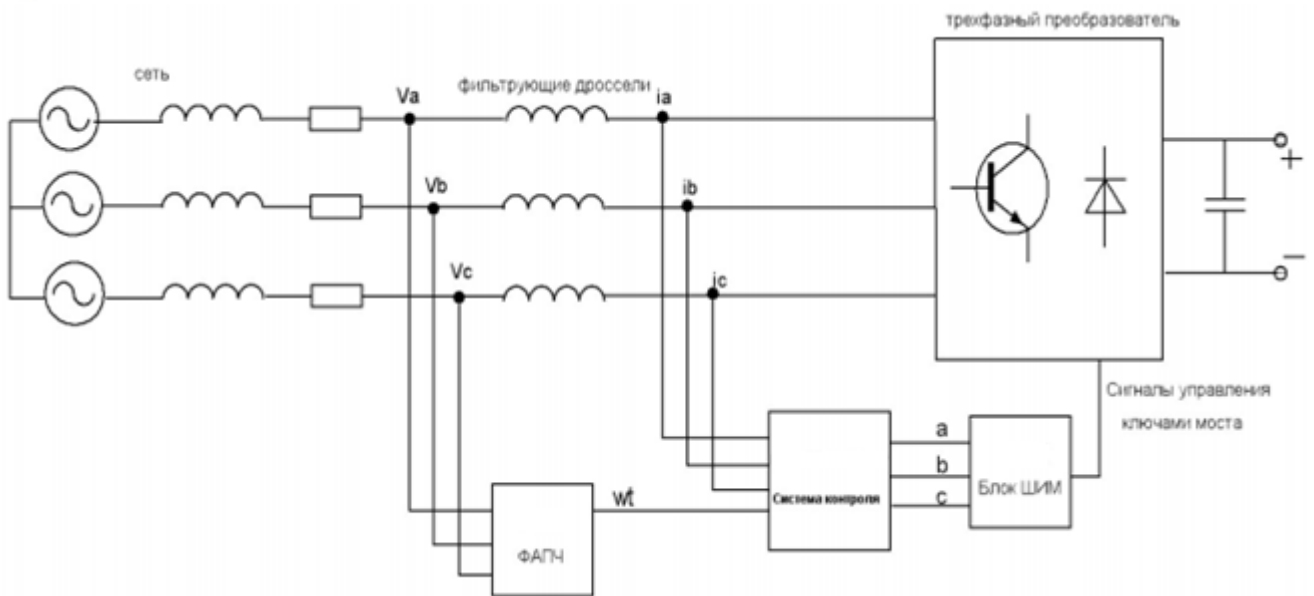 трехфазный преобразователь
сеть
фильтрующие дроссели
Va
ia
+
Vb
ib
Vc
ic
−
Сигналы управления
ключами моста
a
b
c
Система контроля
Блок ШИМ
wt
ФАПЧ